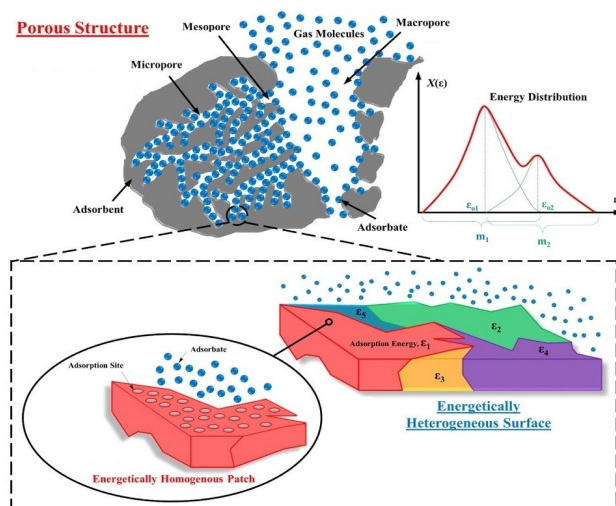 Porous Structure
Mesopore
Gas Molecules
Macropore
Micropore
Adsorbent
Adsorbate
X(ε)
Energy Distribution
ε
εo1
εo2
m1
m2
Adsorption Site
Adsorbate
Energetically Homogenous Patch
ε5
ε2
Adsorption Energy, ε1
ε4
ε3
Energetically
Heterogeneous Surface